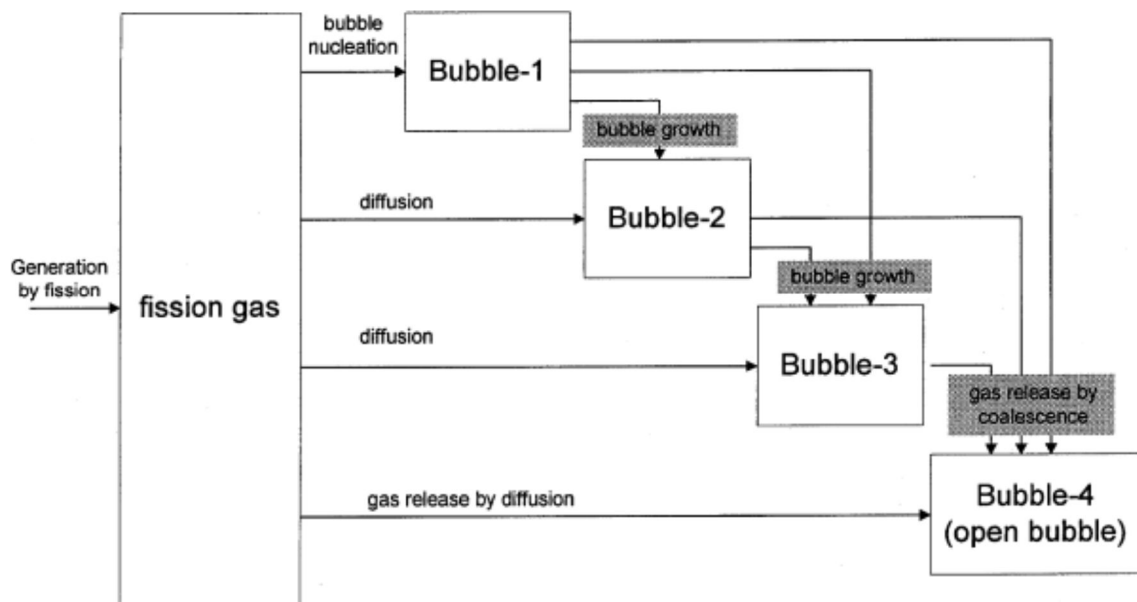 bubble
nucleation
Bubble-1
bubble growth
diffusion
Bubble-2
Generation
by fission
fission gas
bubble growth
diffusion
Bubble-3
gas release by
coalescence
gas release by diffusion
Bubble-4
(open bubble)